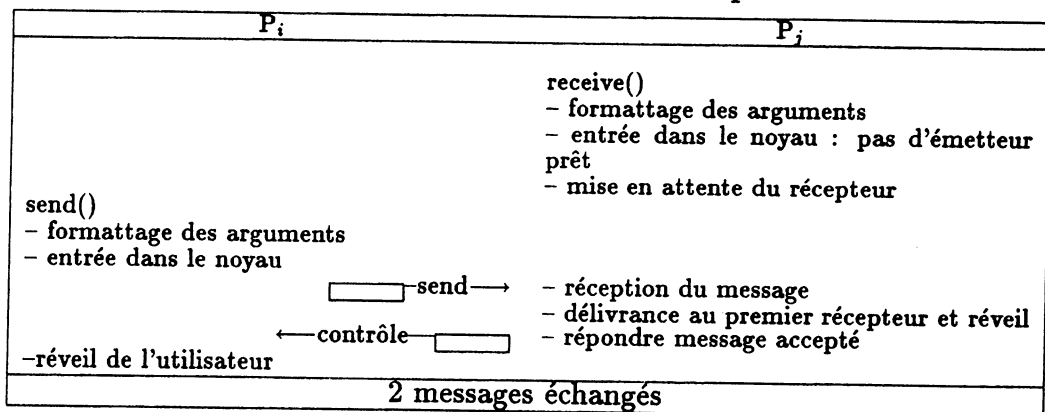 P_i P_j
receive()
– formattage des arguments
– entrée dans le noyau : pas d'émetteur
prêt
– mise en attente du récepteur
send()
– formattage des arguments
– entrée dans le noyau
send → – réception du message
– délivrance au premier récepteur et réveil
← contrôle – répondre message accepté
–réveil de l'utilisateur
2 messages échangés